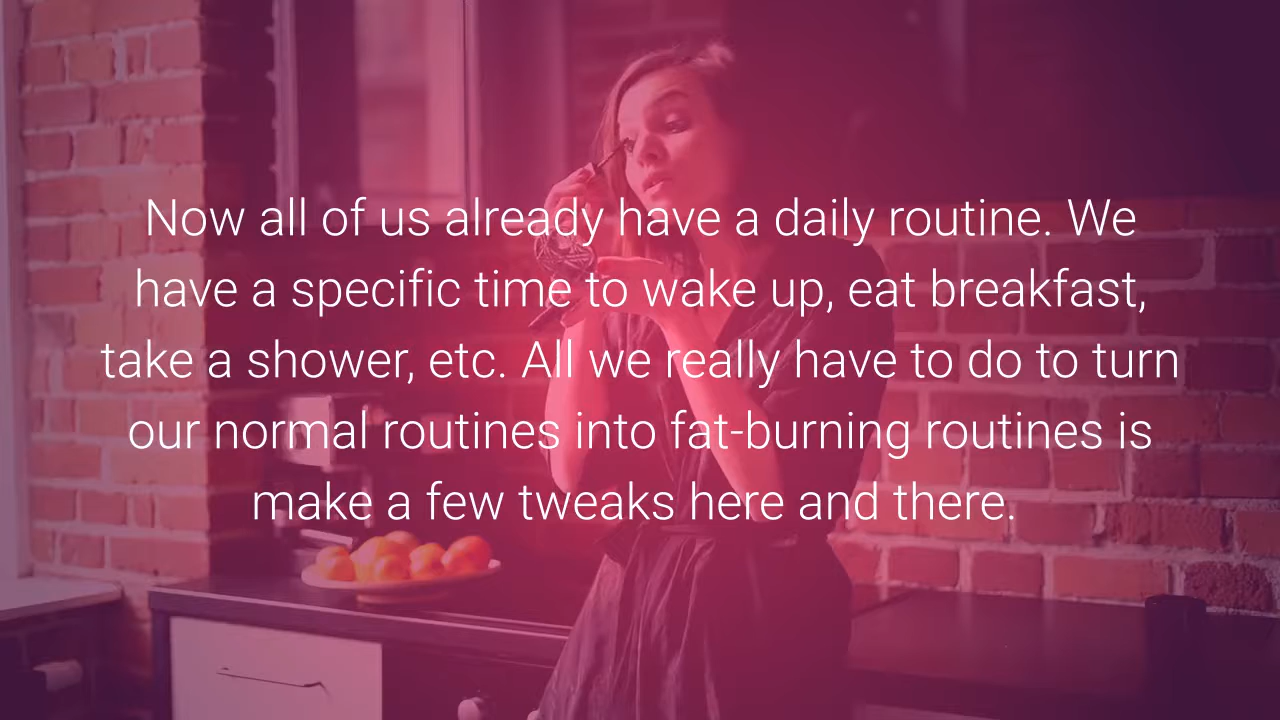 Now all of us already have a daily routine. We
have a specific time to wake up, eat breakfast,
take a shower, etc. All we really have to do to turn
our normal routines into fat-burning routines is
make a few tweaks here and there.